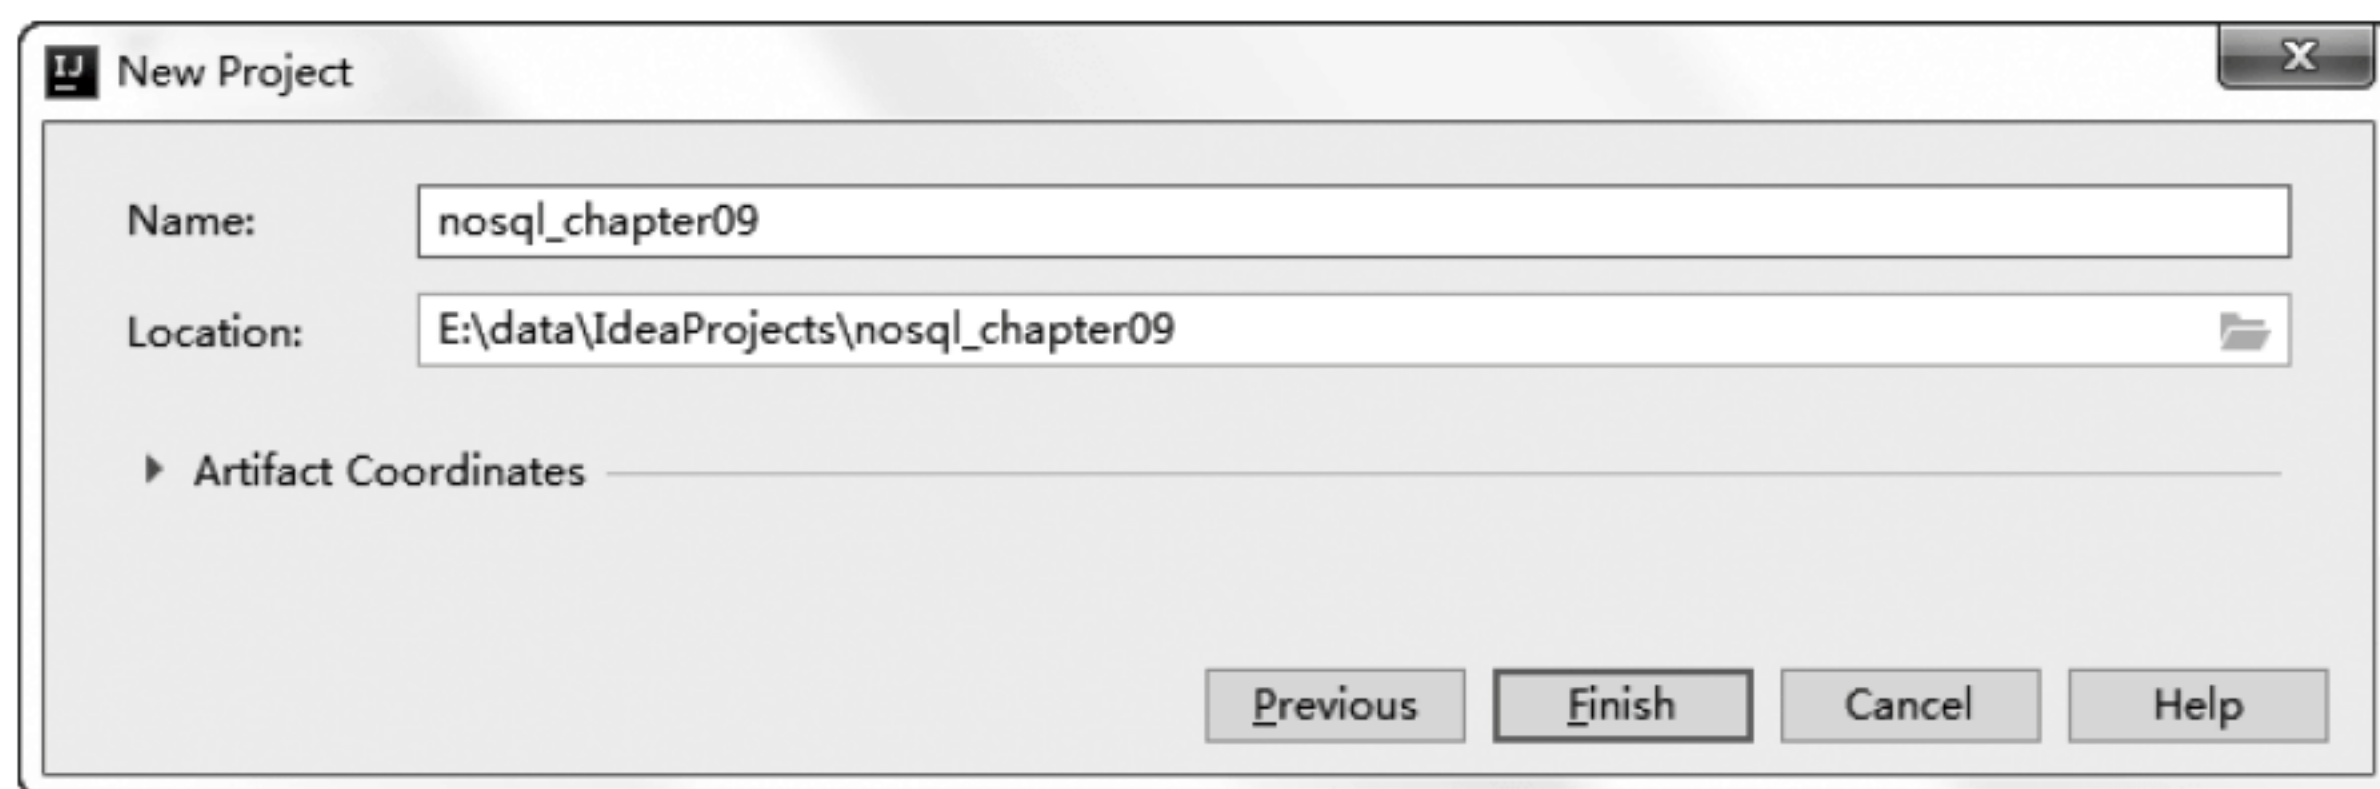 IJ New Project X
Name: nosql_chapter09
Location: E:\data\IdeaProjects\nosql_chapter09
Artifact Coordinates
Previous Finish Cancel Help